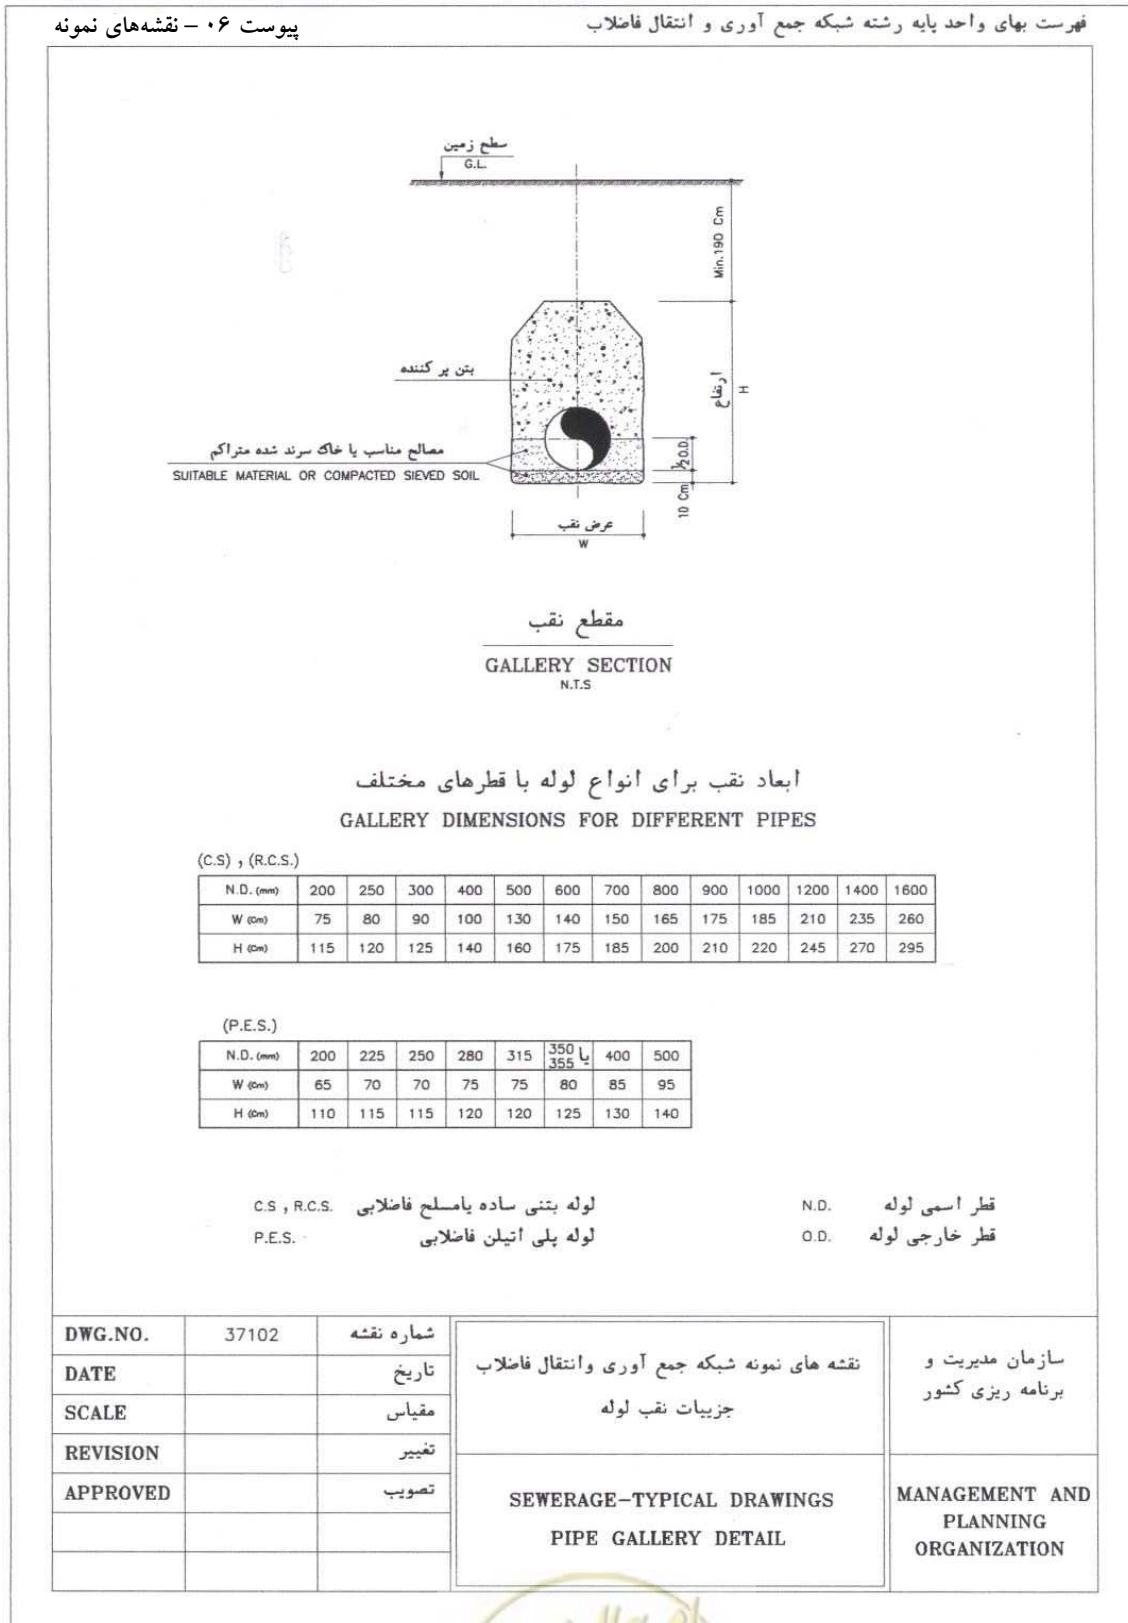 فهرست بهای واحد پایه رشته شبکه جمع آوری و انتقال فاضلاب
پیوست ۰۶ – نقشه‌های نمونه
سطح زمین
G.L.
Min.190 Cm
بتن پر کننده
ارتفاع
H
مصالح مناسب یا خاک سرند شده متراکم
SUITABLE MATERIAL OR COMPACTED SIEVED SOIL
½O.D.
10 Cm
عرض نقب
W
مقطع نقب
GALLERY SECTION
N.T.S
ابعاد نقب برای انواع لوله با قطرهای مختلف
GALLERY DIMENSIONS FOR DIFFERENT PIPES
(C.S) , (R.C.S.)
N.D. (mm) 200 250 300 400 500 600 700 800 900 1000 1200 1400 1600
W (Cm) 75 80 90 100 130 140 150 165 175 185 210 235 260
H (Cm) 115 120 125 140 160 175 185 200 210 220 245 270 295
(P.E.S.)
N.D. (mm) 200 225 250 280 315 350 یا 355 400 500
W (Cm) 65 70 70 75 75 80 85 95
H (Cm) 110 115 115 120 120 125 130 140
قطر اسمی لوله N.D.
لوله بتنی ساده یامسلح فاضلابی C.S , R.C.S.
قطر خارجی لوله O.D.
لوله پلی اتیلن فاضلابی P.E.S.
DWG.NO. 37102 شماره نقشه
DATE تاریخ
SCALE مقیاس
REVISION تغییر
APPROVED تصویب
نقشه های نمونه شبکه جمع آوری وانتقال فاضلاب
جزییات نقب لوله
SEWERAGE-TYPICAL DRAWINGS
PIPE GALLERY DETAIL
سازمان مدیریت و
برنامه ریزی کشور
MANAGEMENT AND
PLANNING
ORGANIZATION